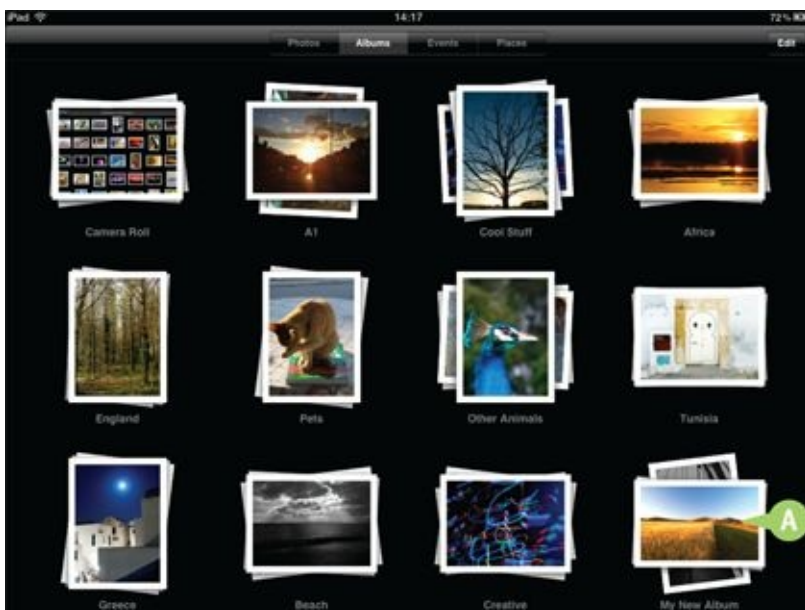 iPad 14:17 72%
Photos Albums Events Places Edit
Camera Roll A1 Cool Stuff Africa
England Pets Other Animals Tunisia
Greece Beach Creative My New Album
A